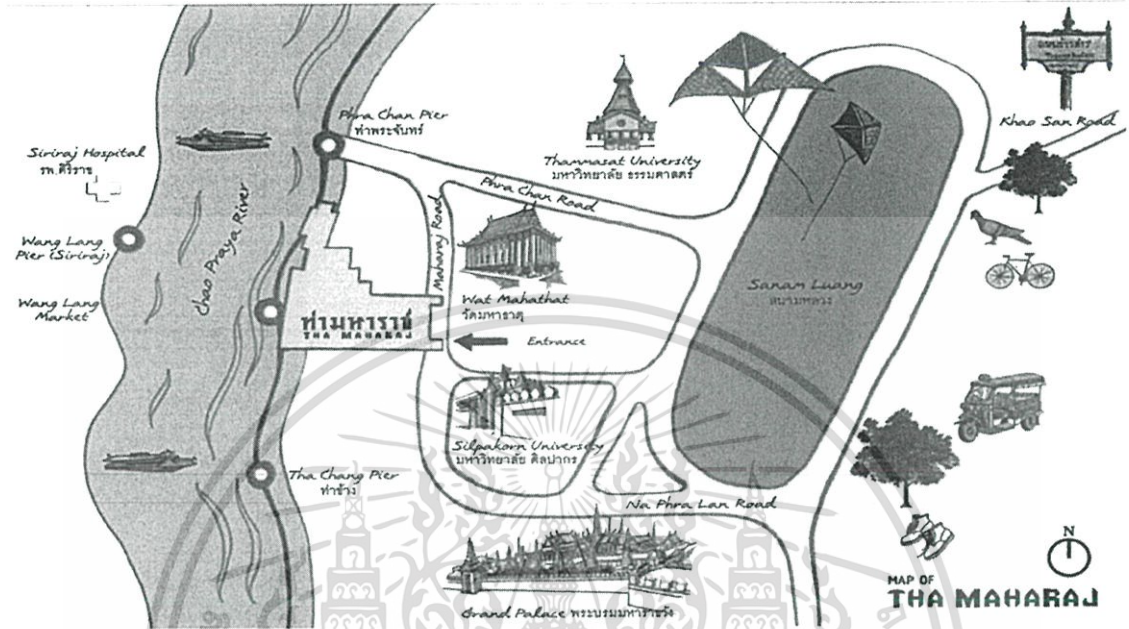 Phra Chan Pier
ท่าพระจันทร์
Siriraj Hospital
รพ.ศิริราช
Thammasat University
มหาวิทยาลัย ธรรมศาสตร์
Khao San Road
Phra Chan Road
Maharaj Road
Chao Praya River
Wang Lang
Pier (Siriraj)
Wang Lang
Market
Wat Mahathat
วัดมหาธาตุ
Sanam Luang
สนามหลวง
ท่ามหาราช
THA MAHARAJ
Entrance
Silpakorn University
มหาวิทยาลัย ศิลปากร
Tha Chang Pier
ท่าช้าง
Na Phra Lan Road
Grand Palace พระบรมมหาราชวัง
N
MAP OF
THA MAHARAJ